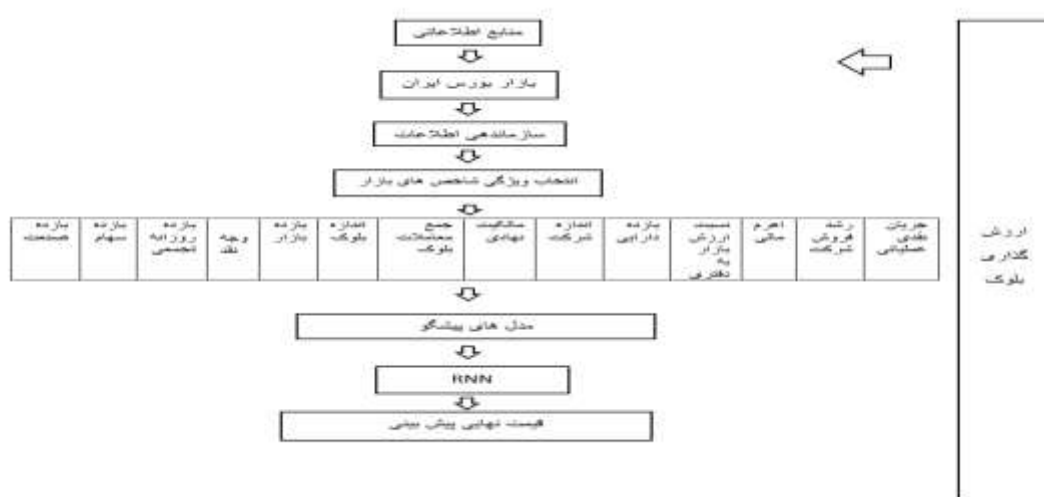 منابع اطلاعاتی
بازار بورس ایران
سازماندهی اطلاعات
انتخاب ویژگی شاخص های بازار
جریان
نقدی
عملیاتی
رشد
فروش
شرکت
اهرم
مالی
نسبت
ارزش
بازار
به
دفتری
بازده
دارایی
اندازه
شرکت
مالکیت
نهادی
جمع
معاملات
بلوک
اندازه
بلوک
بازده
بازار
وجه
نقد
بازده
روزانه
تجمعی
بازده
سهام
بازده
صنعت
مدل های پیشگو
RNN
قیمت نهایی پیش بینی
ارزش
گذاری
بلوک